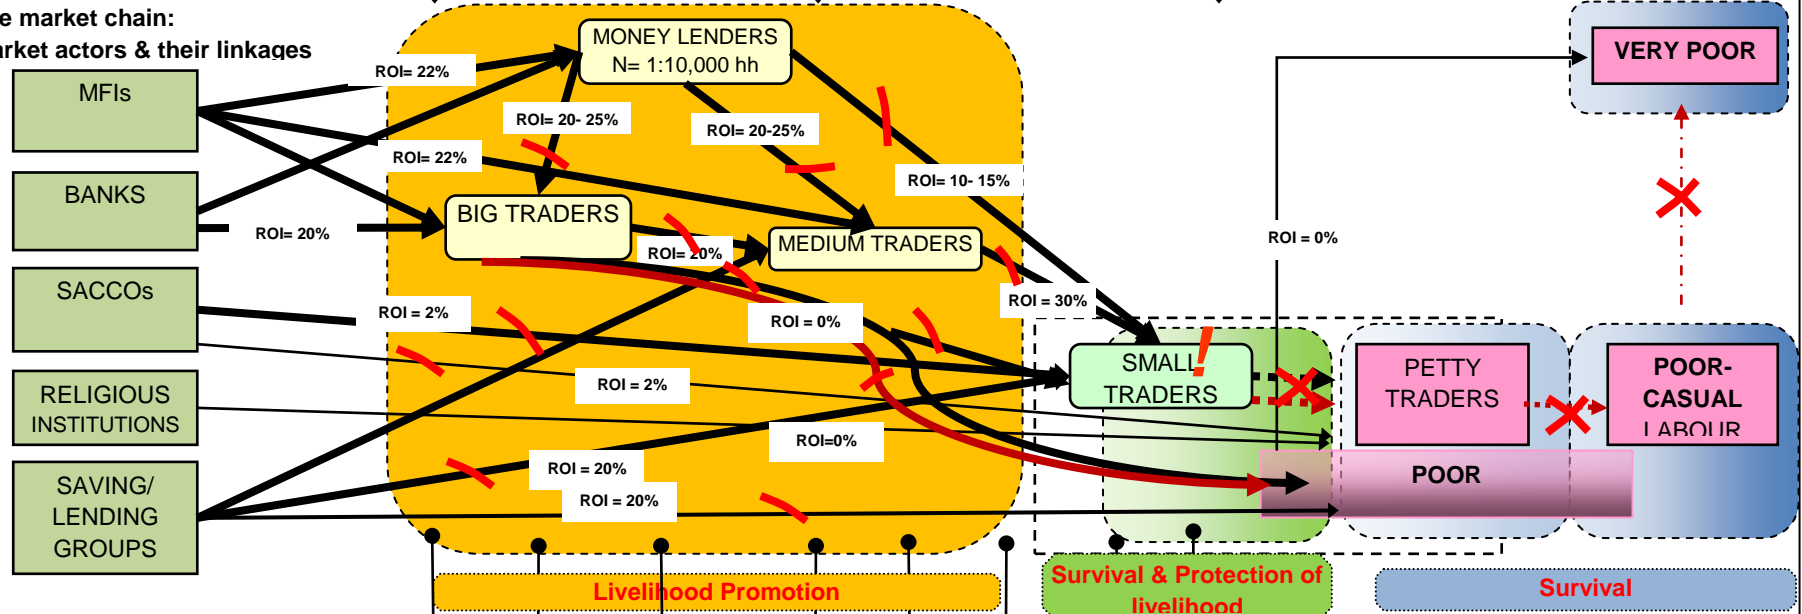 e market chain:
arket actors & their linkages
MFIs
BANKS
SACCOs
RELIGIOUS
INSTITUTIONS
SAVING/
LENDING
GROUPS
ROI= 22%
ROI= 22%
ROI= 20%
ROI = 2%
MONEY LENDERS
N= 1:10,000 hh
ROI= 20- 25%
ROI= 20-25%
ROI= 10- 15%
BIG TRADERS
ROI= 20%
MEDIUM TRADERS
ROI = 30%
ROI = 0%
ROI = 2%
ROI=0%
ROI = 20%
ROI = 20%
SMALL
TRADERS
!
ROI = 0%
VERY POOR
PETTY
TRADERS
POOR-
CASUAL
LABOUR
POOR
Livelihood Promotion
Survival & Protection of
livelihood
Survival